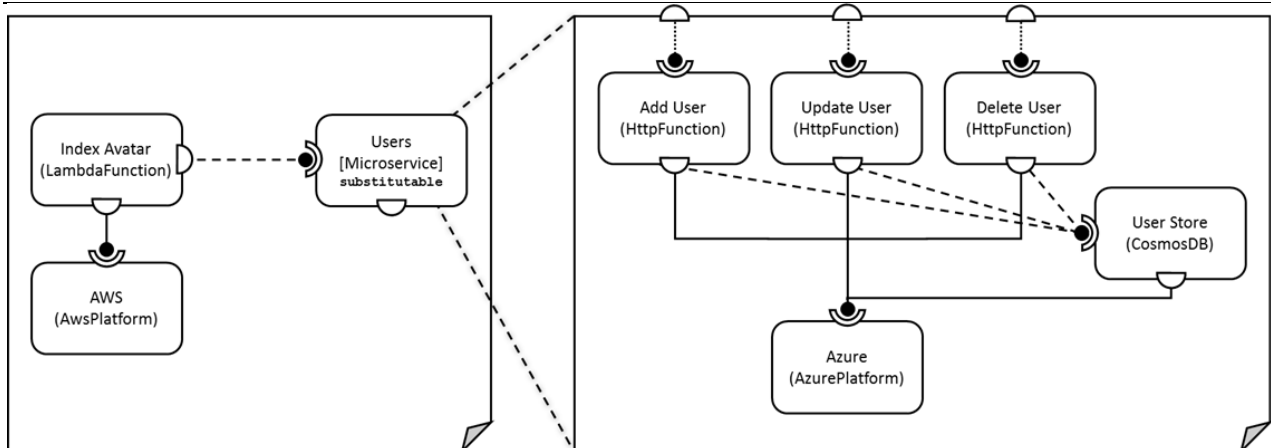 Index Avatar
(LambdaFunction)
Users
[Microservice]
substitutable
AWS
(AwsPlatform)
Add User
(HttpFunction)
Update User
(HttpFunction)
Delete User
(HttpFunction)
User Store
(CosmosDB)
Azure
(AzurePlatform)